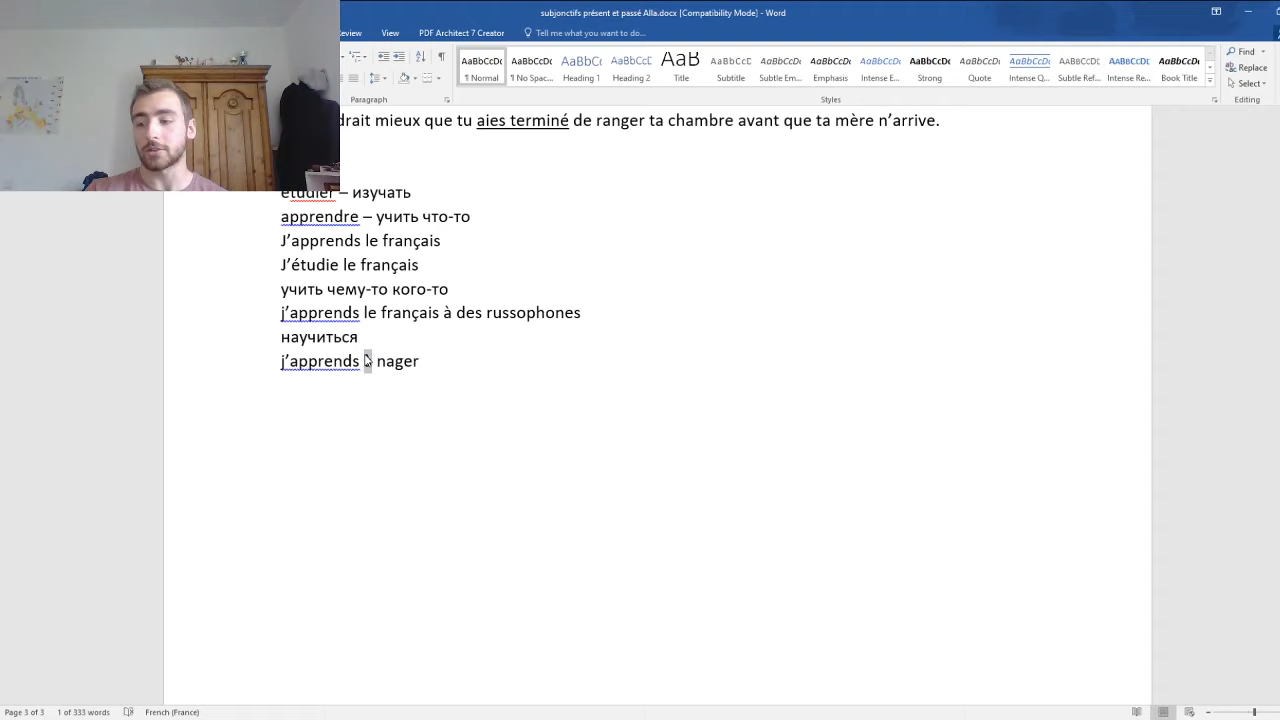 subjonctifs présent et passé Alla.docx [Compatibility Mode] - Word
View PDF Architect 7 Creator Tell me what you want to do...
Find
Replace
Select
AaBbCcDc AaBbCcDc AaBbCc AaBbCcC AaB AaBbCcC AaBbCcDc AaBbCcDc AaBbCcDc AaBbCcDc AaBbCcDc AaBbCcDc AaBbCcDc AaBbCcDc AaBbCcDc
¶ Normal ¶ No Spac... Heading 1 Heading 2 Title Subtitle Subtle Em... Emphasis Intense E... Strong Quote Intense Q... Subtle Ref... Intense Re... Book Title
Paragraph Styles Editing
mieux que tu aies terminé de ranger ta chambre avant que ta mère n’arrive.
étudier – изучать
apprendre – учить что-то
J’apprends le français
J’étudie le français
учить чему-то кого-то
j’apprends le français à des russophones
научиться
j’apprends à nager
Page 3 of 3 1 of 333 words French (France)